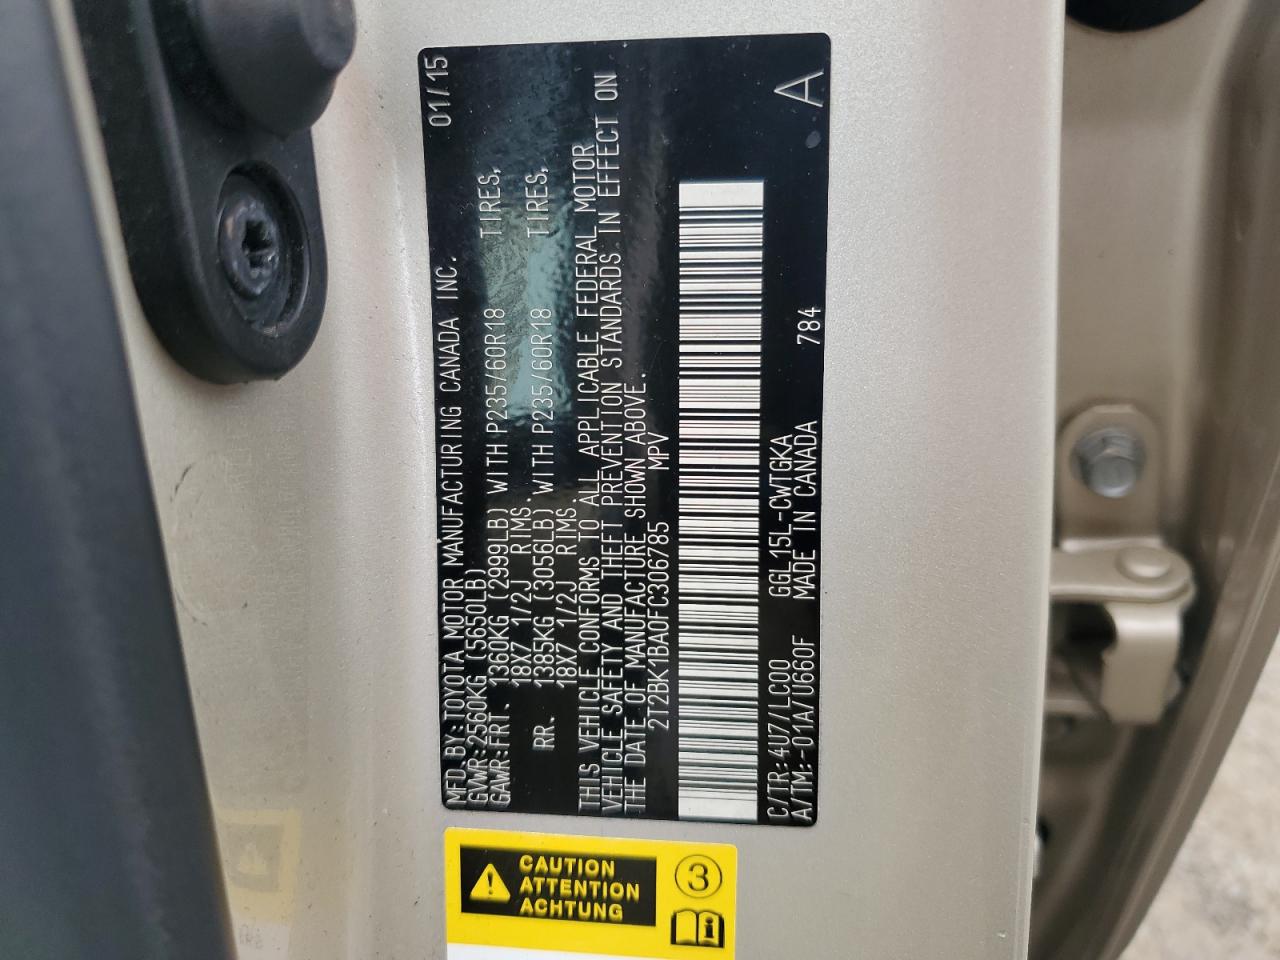 MFD.BY:TOYOTA MOTOR MANUFACTURING CANADA INC. 01/15
GVWR:2560KG (5650LB)
GAWR:FRT. 1360KG (2999LB) WITH P235/60R18 TIRES,
18X7 1/2J RIMS.
RR. 1385KG (3056LB) WITH P235/60R18 TIRES,
18X7 1/2J RIMS.
THIS VEHICLE CONFORMS TO ALL APPLICABLE FEDERAL MOTOR
VEHICLE SAFETY AND THEFT PREVENTION STANDARDS IN EFFECT ON
THE DATE OF MANUFACTURE SHOWN ABOVE.
2T2BK1BA0FC306785 MPV
C/TR:4U7/LC00 GGL15L-CWTGKA
A/TM:-01A/U660F MADE IN CANADA 784 A
CAUTION
ATTENTION
ACHTUNG
3
i